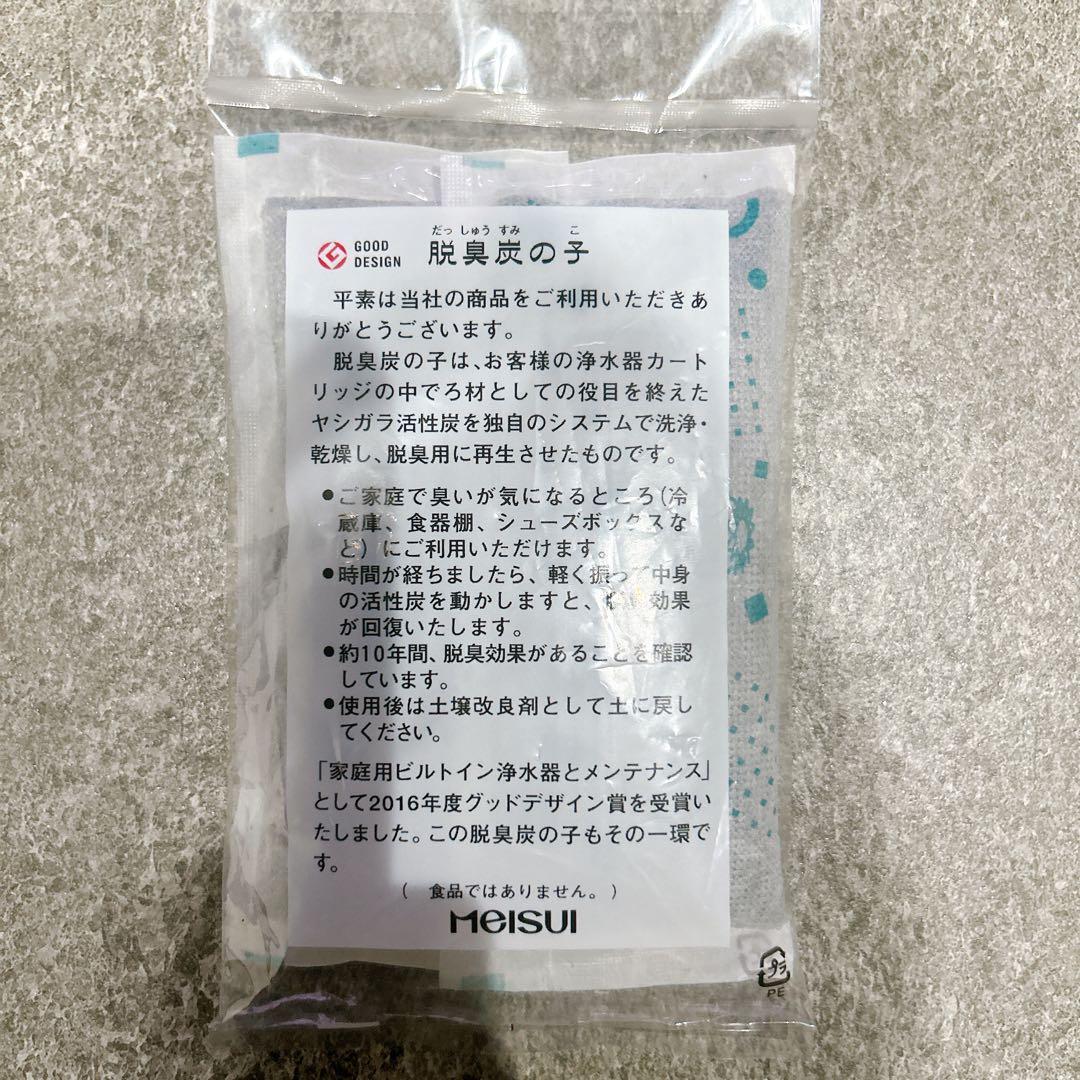 GOOD
DESIGN
だっ しゅう すみ こ
脱臭炭の子
平素は当社の商品をご利用いただきあ
りがとうございます。
脱臭炭の子は、お客様の浄水器カート
リッジの中でろ材としての役目を終えた
ヤシガラ活性炭を独自のシステムで洗浄・
乾燥し、脱臭用に再生させたものです。
●ご家庭で臭いが気になるところ(冷
蔵庫、食器棚、シューズボックスな
ど)にご利用いただけます。
●時間が経ちましたら、軽く振って中身
の活性炭を動かしますと、効果
が回復いたします。
●約10年間、脱臭効果があることを確認
しています。
●使用後は土壌改良剤として土に戻し
てください。
「家庭用ビルトイン浄水器とメンテナンス」
として2016年度グッドデザイン賞を受賞い
たしました。この脱臭炭の子もその一環で
す。
( 食品ではありません。)
MEISUI
プラ
PE